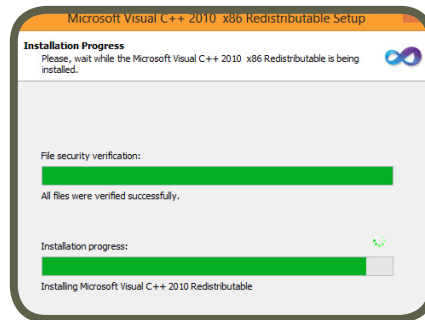 Microsoft Visual C++ 2010 x86 Redistributable Setup
Installation Progress
Please, wait while the Microsoft Visual C++ 2010 x86 Redistributable is being
installed.
File security verification:
All files were verified successfully.
Installation progress:
Installing Microsoft Visual C++ 2010 Redistributable